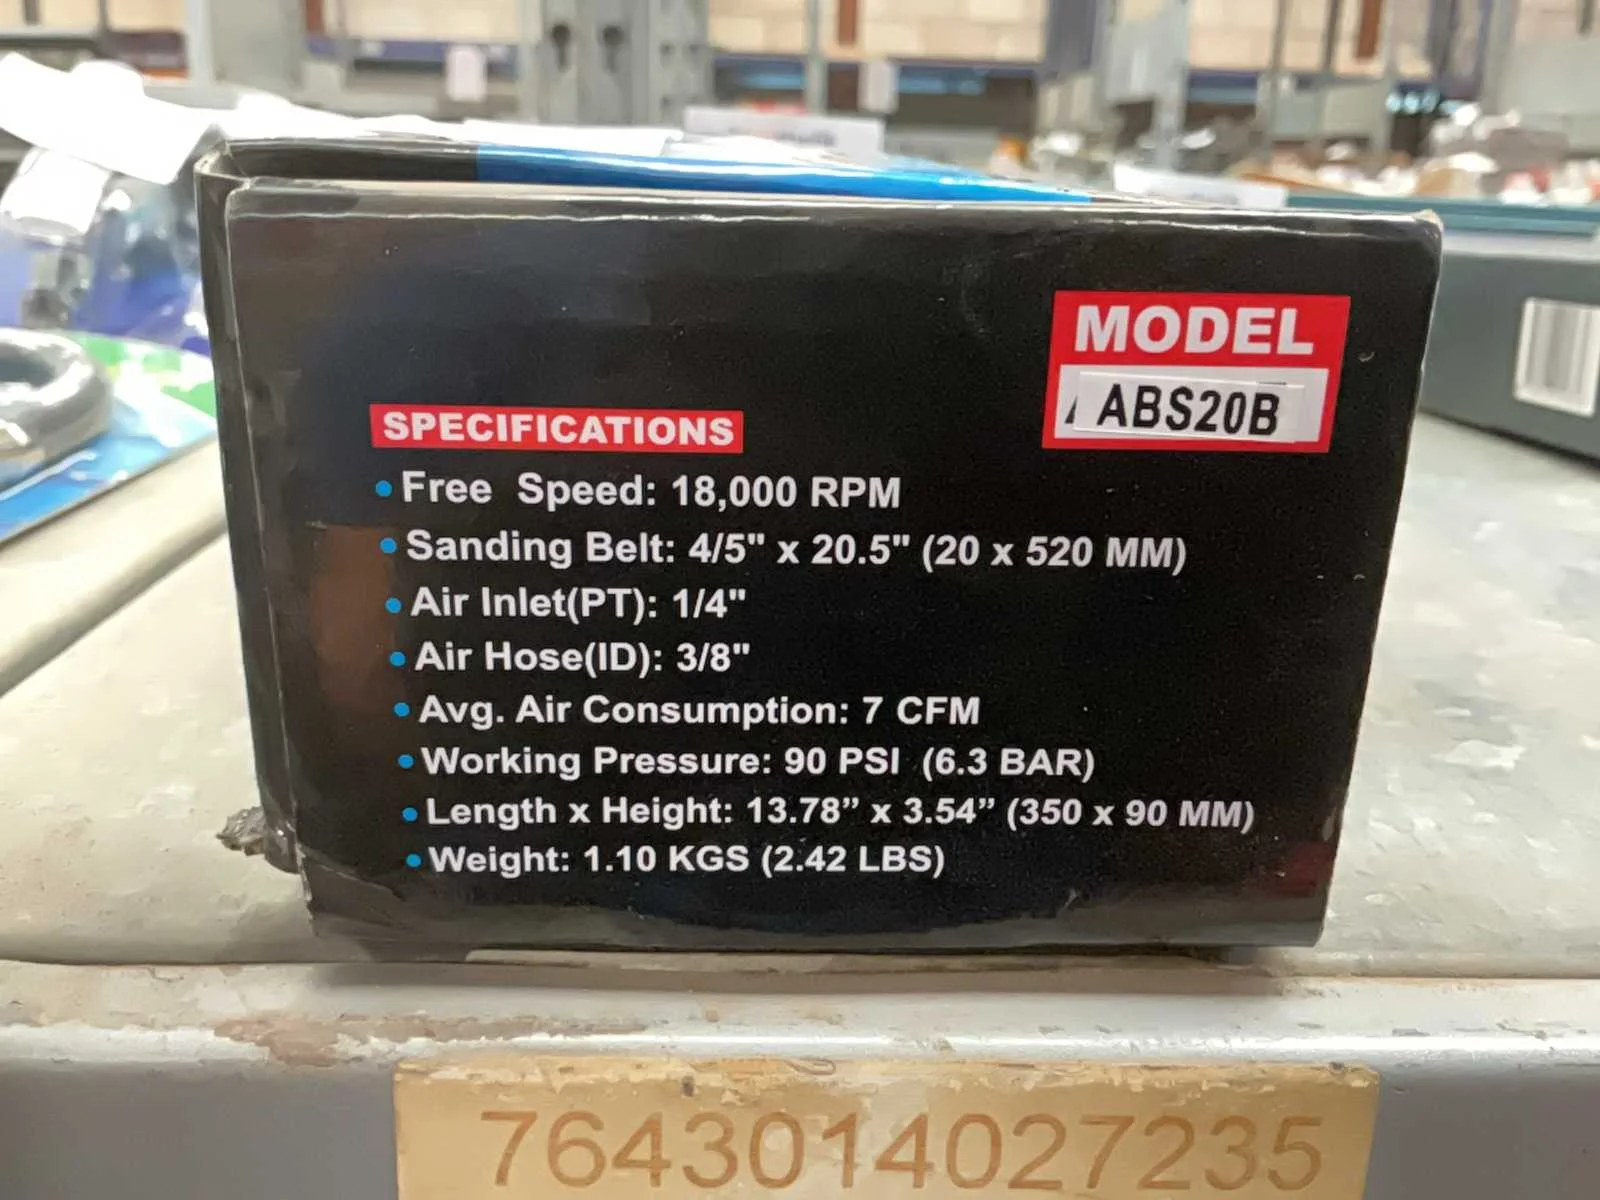 MODEL
ABS20B
SPECIFICATIONS
• Free Speed: 18,000 RPM
• Sanding Belt: 4/5" x 20.5" (20 x 520 MM)
• Air Inlet(PT): 1/4"
• Air Hose(ID): 3/8"
• Avg. Air Consumption: 7 CFM
• Working Pressure: 90 PSI (6.3 BAR)
• Length x Height: 13.78” x 3.54” (350 x 90 MM)
• Weight: 1.10 KGS (2.42 LBS)
7643014027235